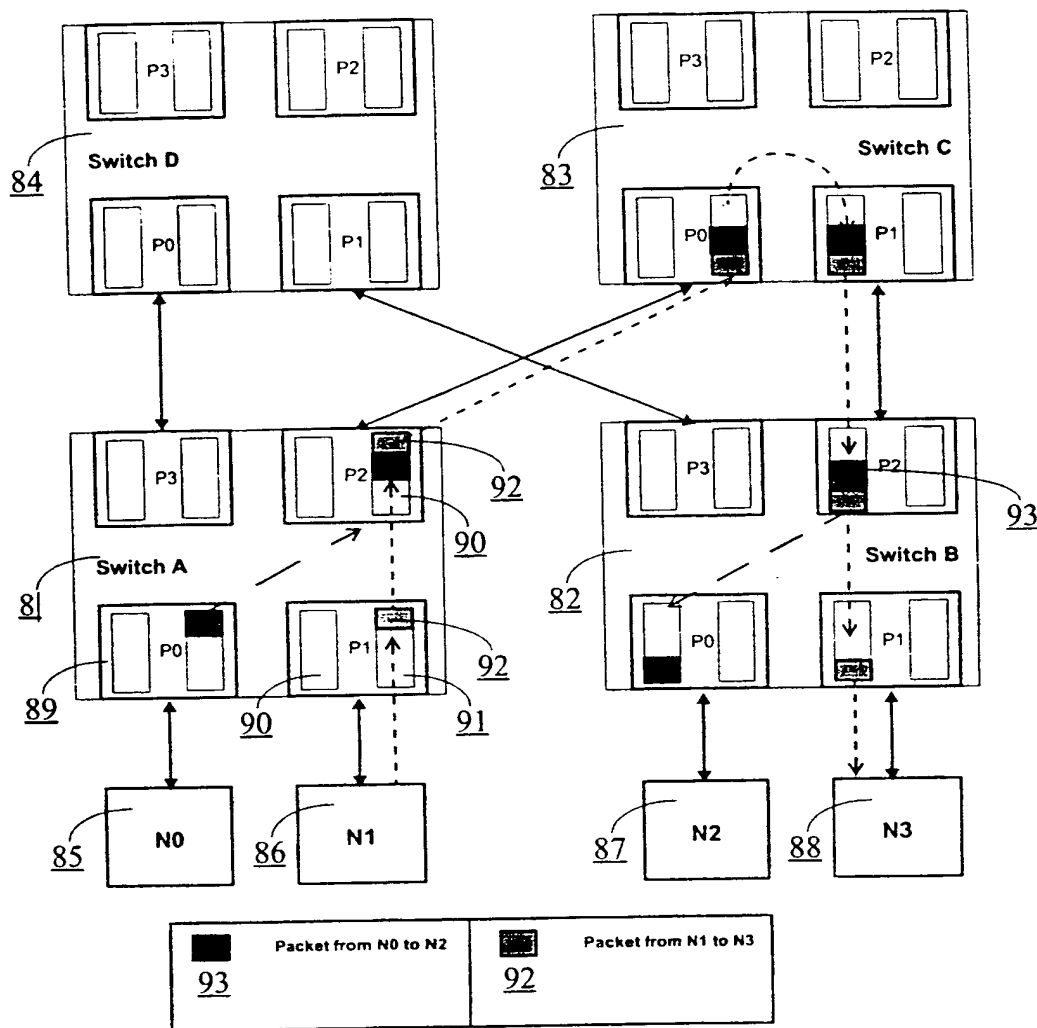 P3 P2 P3 P2
Switch D Switch C
84 83
P0 P1 P0 P1
P3 P2 92 P3 P2 93
90
Switch A Switch B
81 82
P0 P1 92 P0 P1
89 90 91
N0 N1 N2 N3
85 86 87 88
Packet from N0 to N2 Packet from N1 to N3
93 92